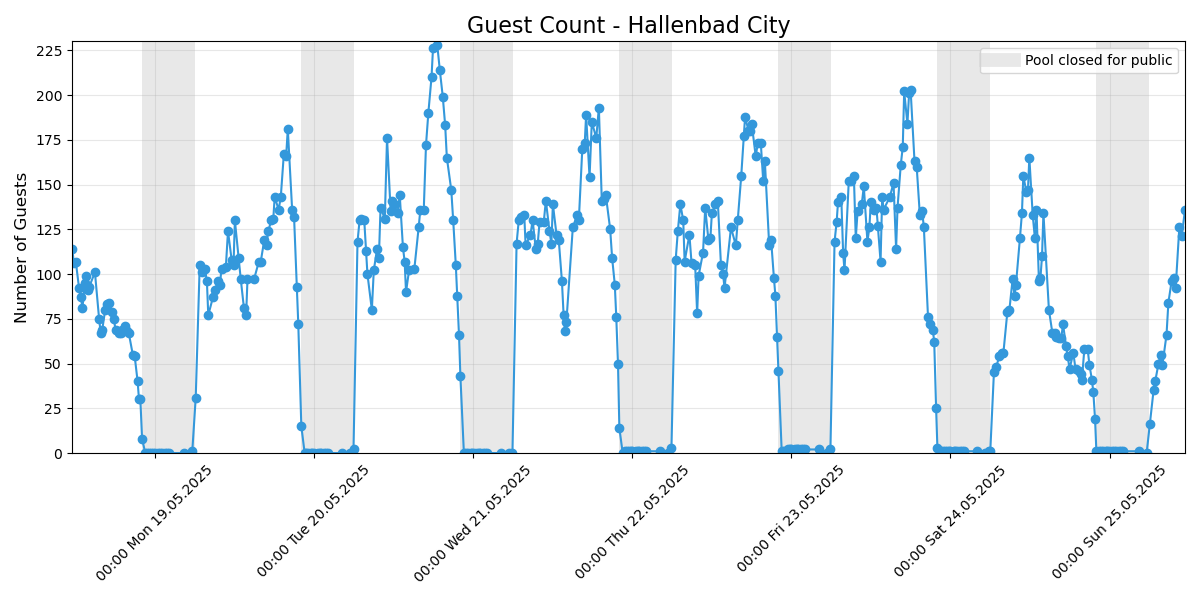 Guest Count - Hallenbad City
Pool closed for public
Number of Guests
225
200
175
150
125
100
75
50
25
0
00:00 Mon 19.05.2025
00:00 Tue 20.05.2025
00:00 Wed 21.05.2025
00:00 Thu 22.05.2025
00:00 Fri 23.05.2025
00:00 Sat 24.05.2025
00:00 Sun 25.05.2025